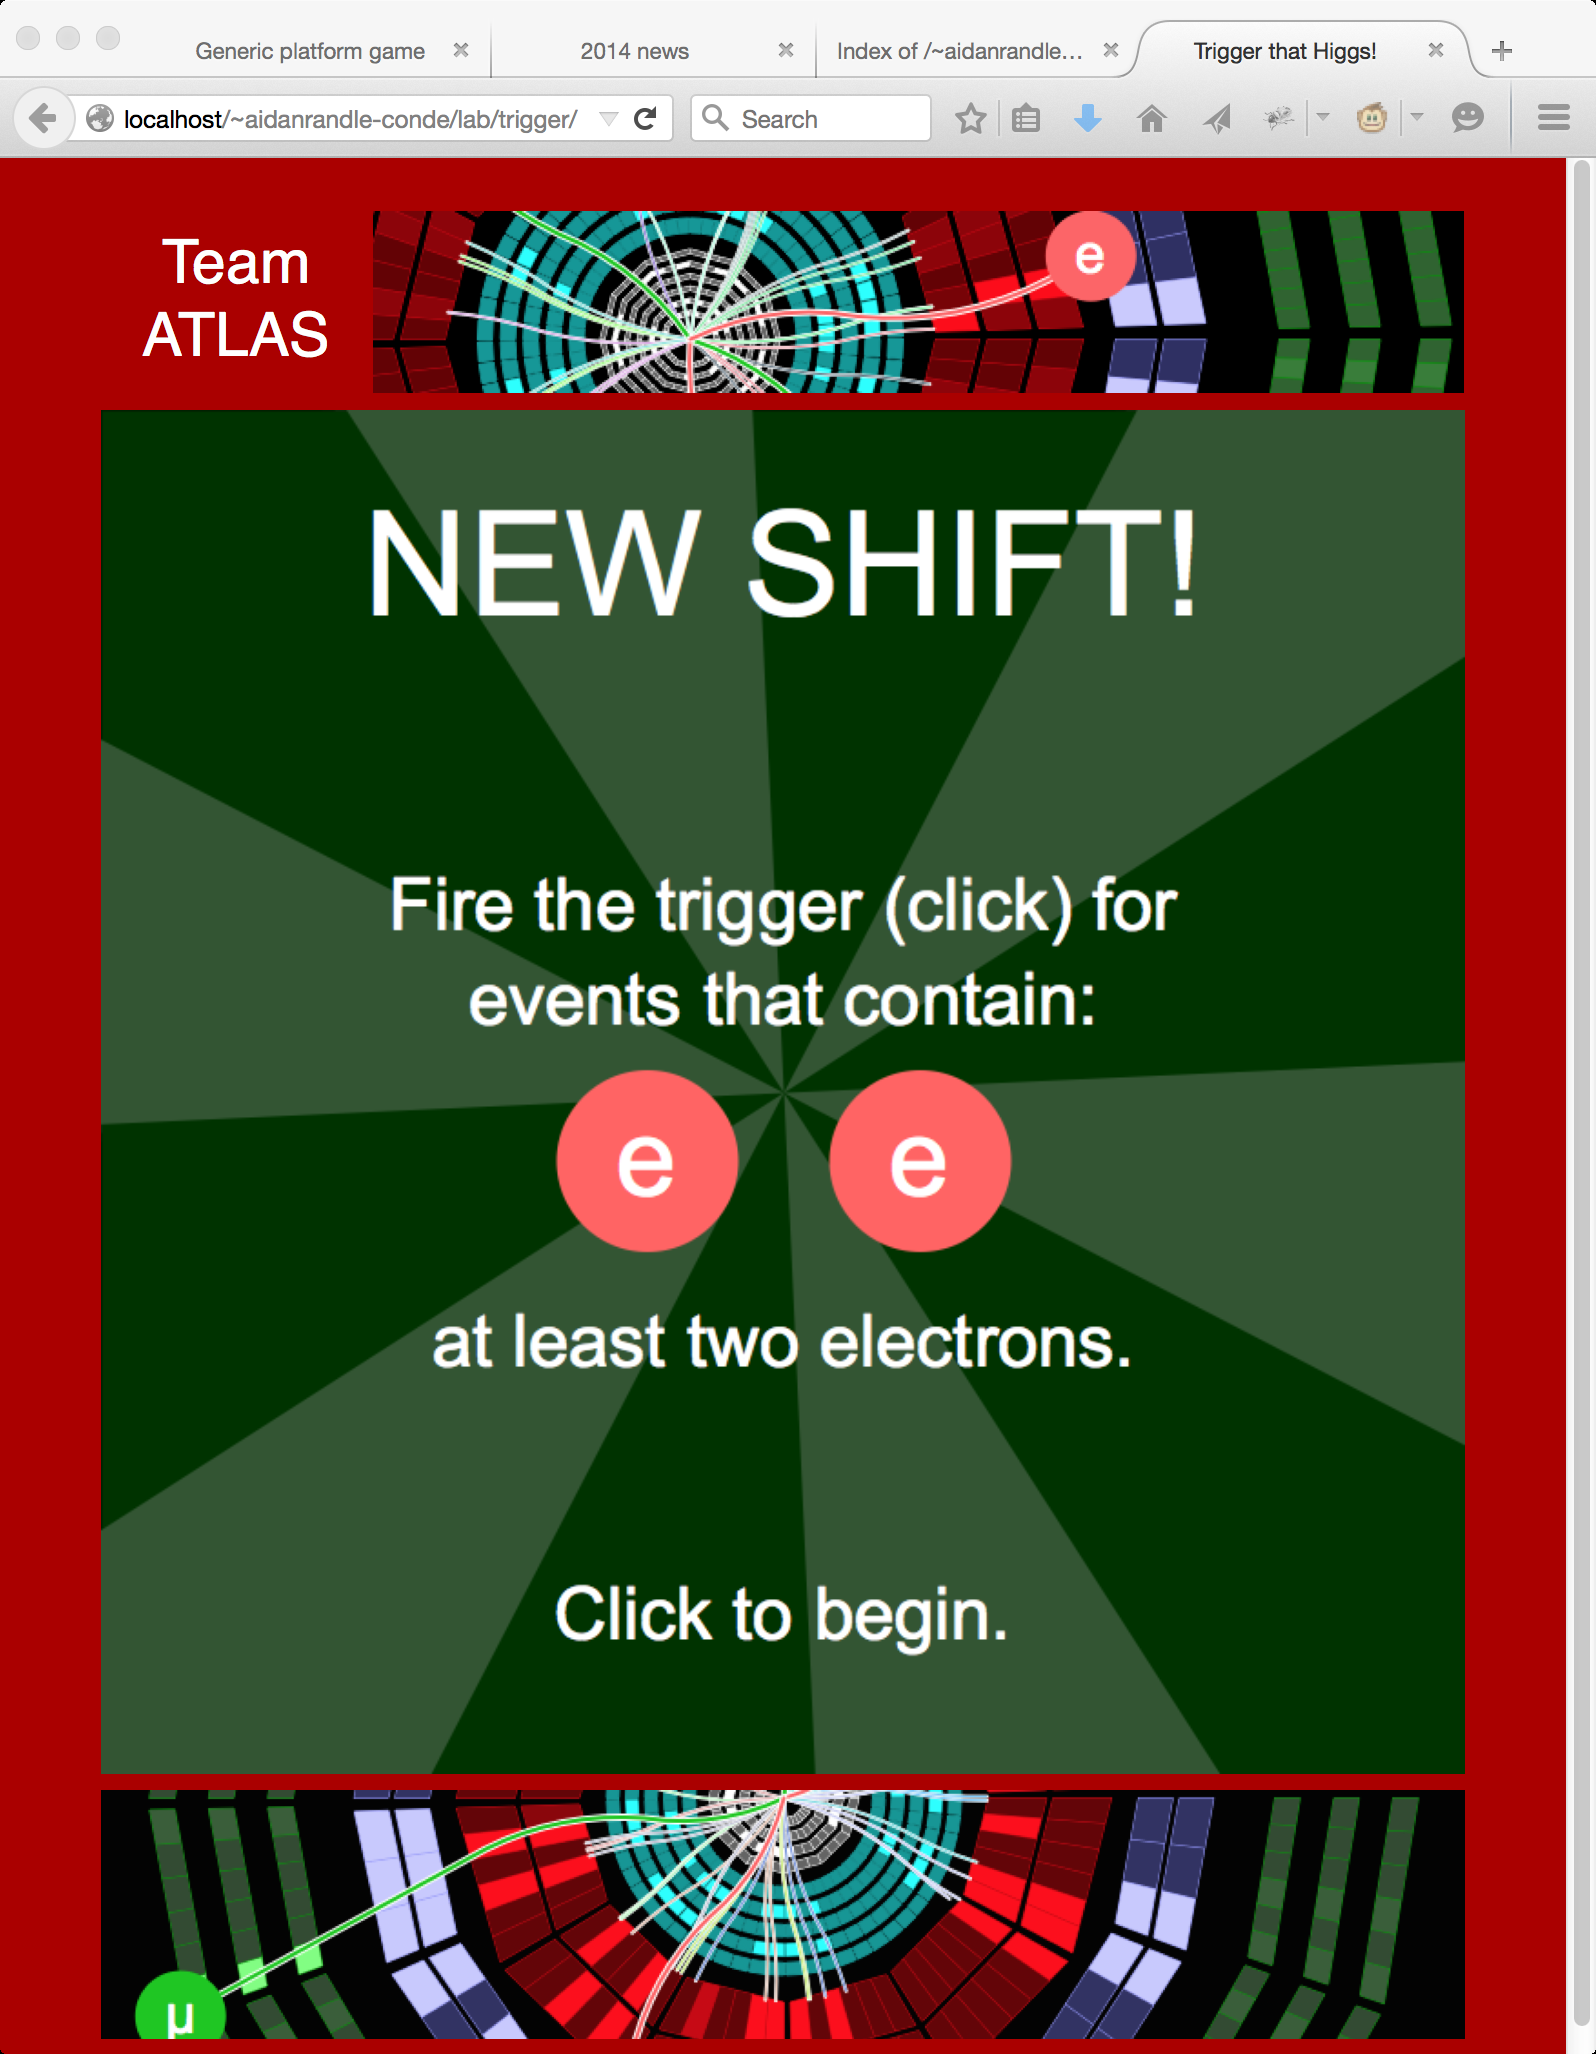 Generic platform game
2014 news
Index of /~aidanrandle...
Trigger that Higgs!
localhost/~aidanrandle-conde/lab/trigger/
Search
Team
ATLAS
e
NEW SHIFT!
Fire the trigger (click) for
events that contain:
e e
at least two electrons.
Click to begin.
μ